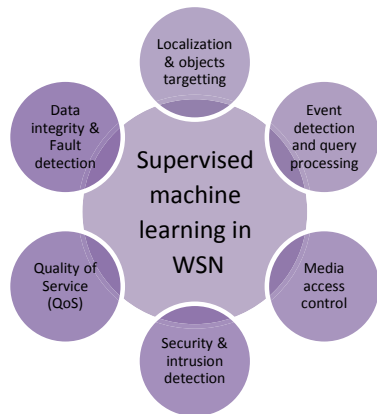 Localization
& objects
targetting
Event
detection
and query
processing
Media
access
control
Security &
intrusion
detection
Quality of
Service
(QoS)
Data
integrity &
Fault
detection
Supervised
machine
learning in
WSN